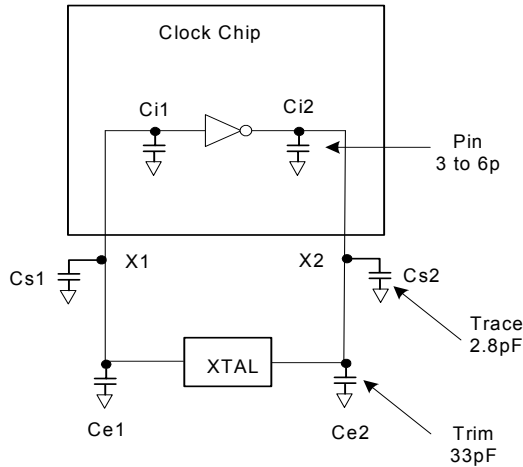 Clock Chip
Ci1
Ci2
Pin
3 to 6p
Cs1
X1
X2
Cs2
Trace
2.8pF
XTAL
Ce1
Ce2
Trim
33pF